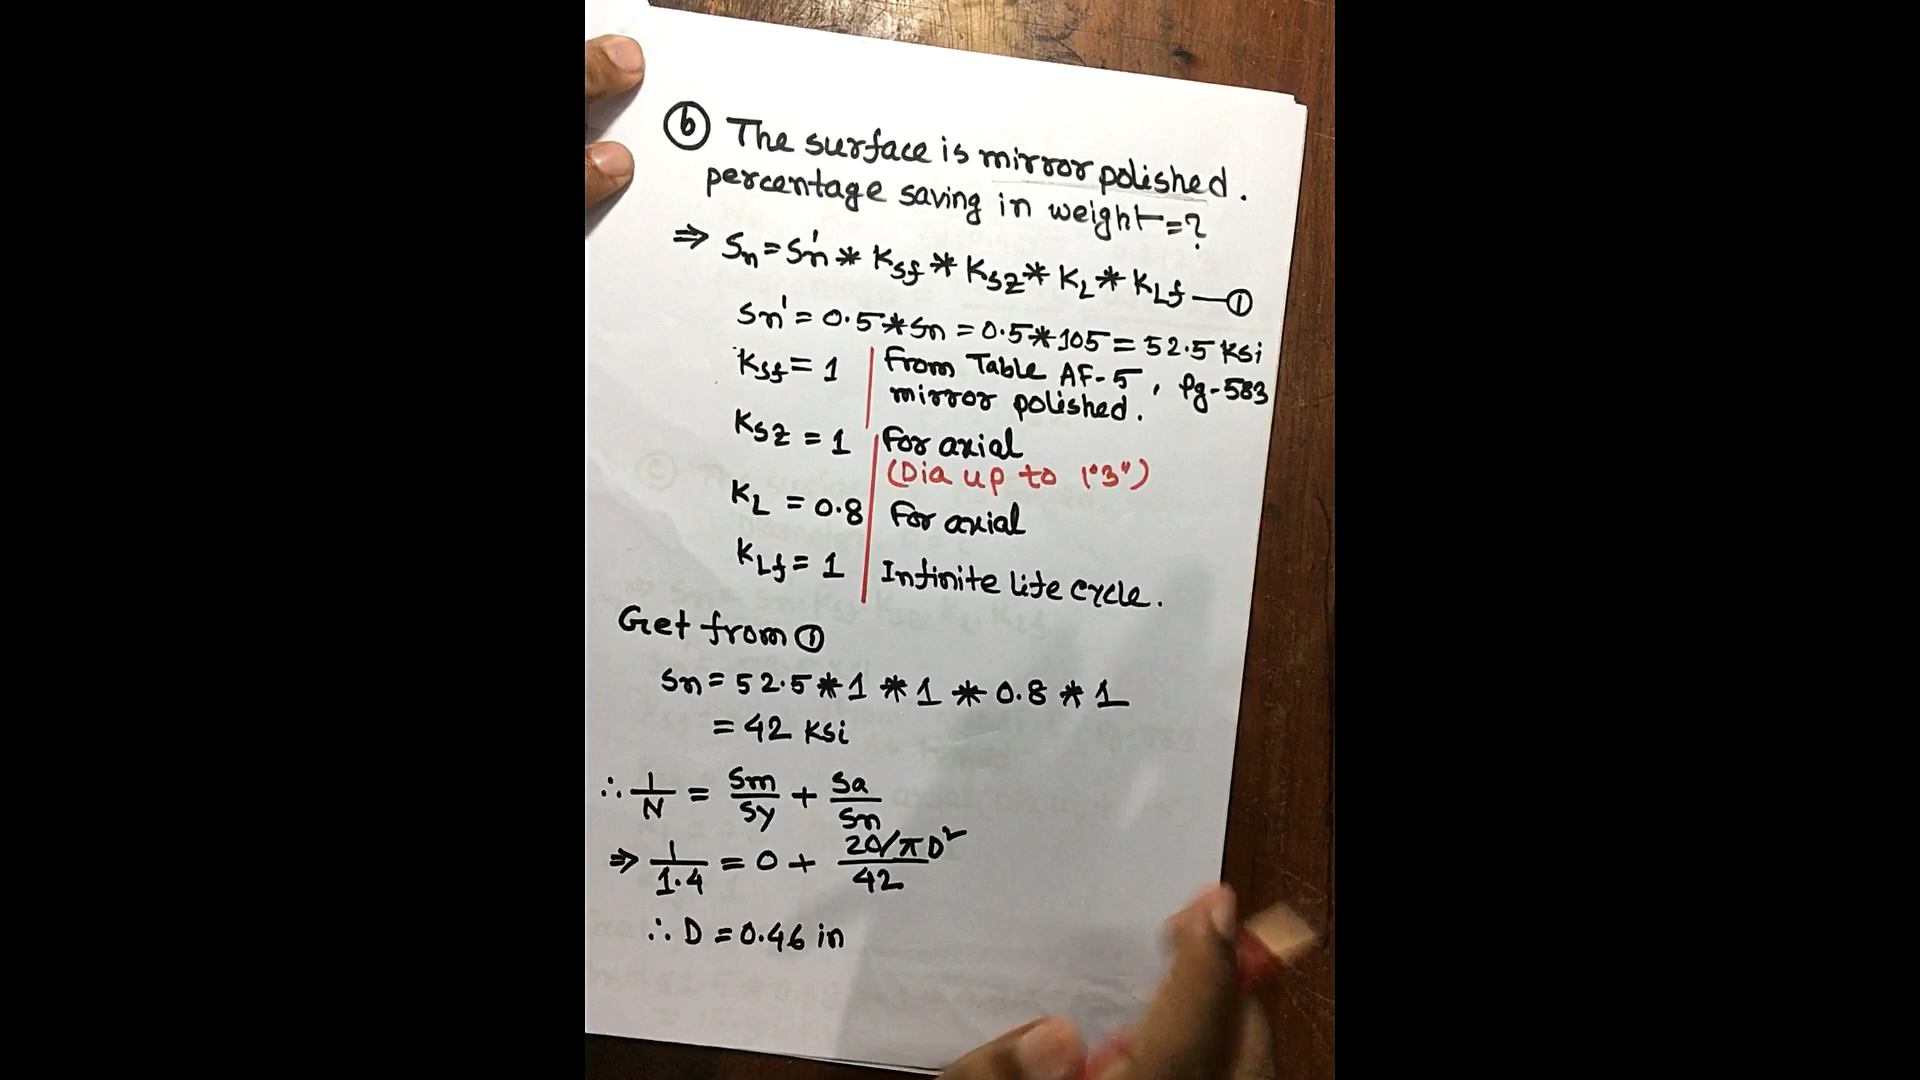 ⓑ The surface is mirror polished.
percentage saving in weight=?
⇒ Sn = Sn' * Ksf * Ksz * KL * KLf —①
Sn' = 0.5*Sn = 0.5*105 = 52.5 Ksi
Ksf = 1 From Table AF-5, Pg-583
mirror polished.
Ksz = 1 For axial
(Dia up to 1·3")
KL = 0.8 For axial
KLf = 1 Infinite life cycle.
Get from ①
Sn = 52.5 * 1 * 1 * 0.8 * 1
= 42 Ksi
∴ 1/N = Sm/Sy + Sa/Sn
⇒ 1/1.4 = 0 + (20/πD²)/42
∴ D = 0.46 in